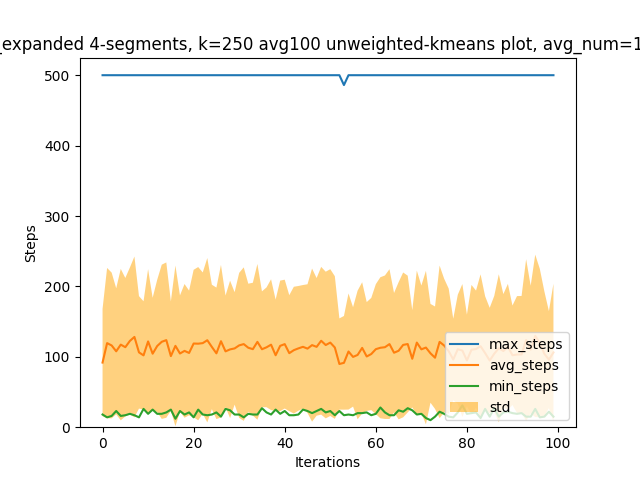 _expanded 4-segments, k=250 avg100 unweighted-kmeans plot, avg_num=1
500
400
300
200
100
0
Steps
max_steps
avg_steps
min_steps
std
0
20
40
60
80
100
Iterations